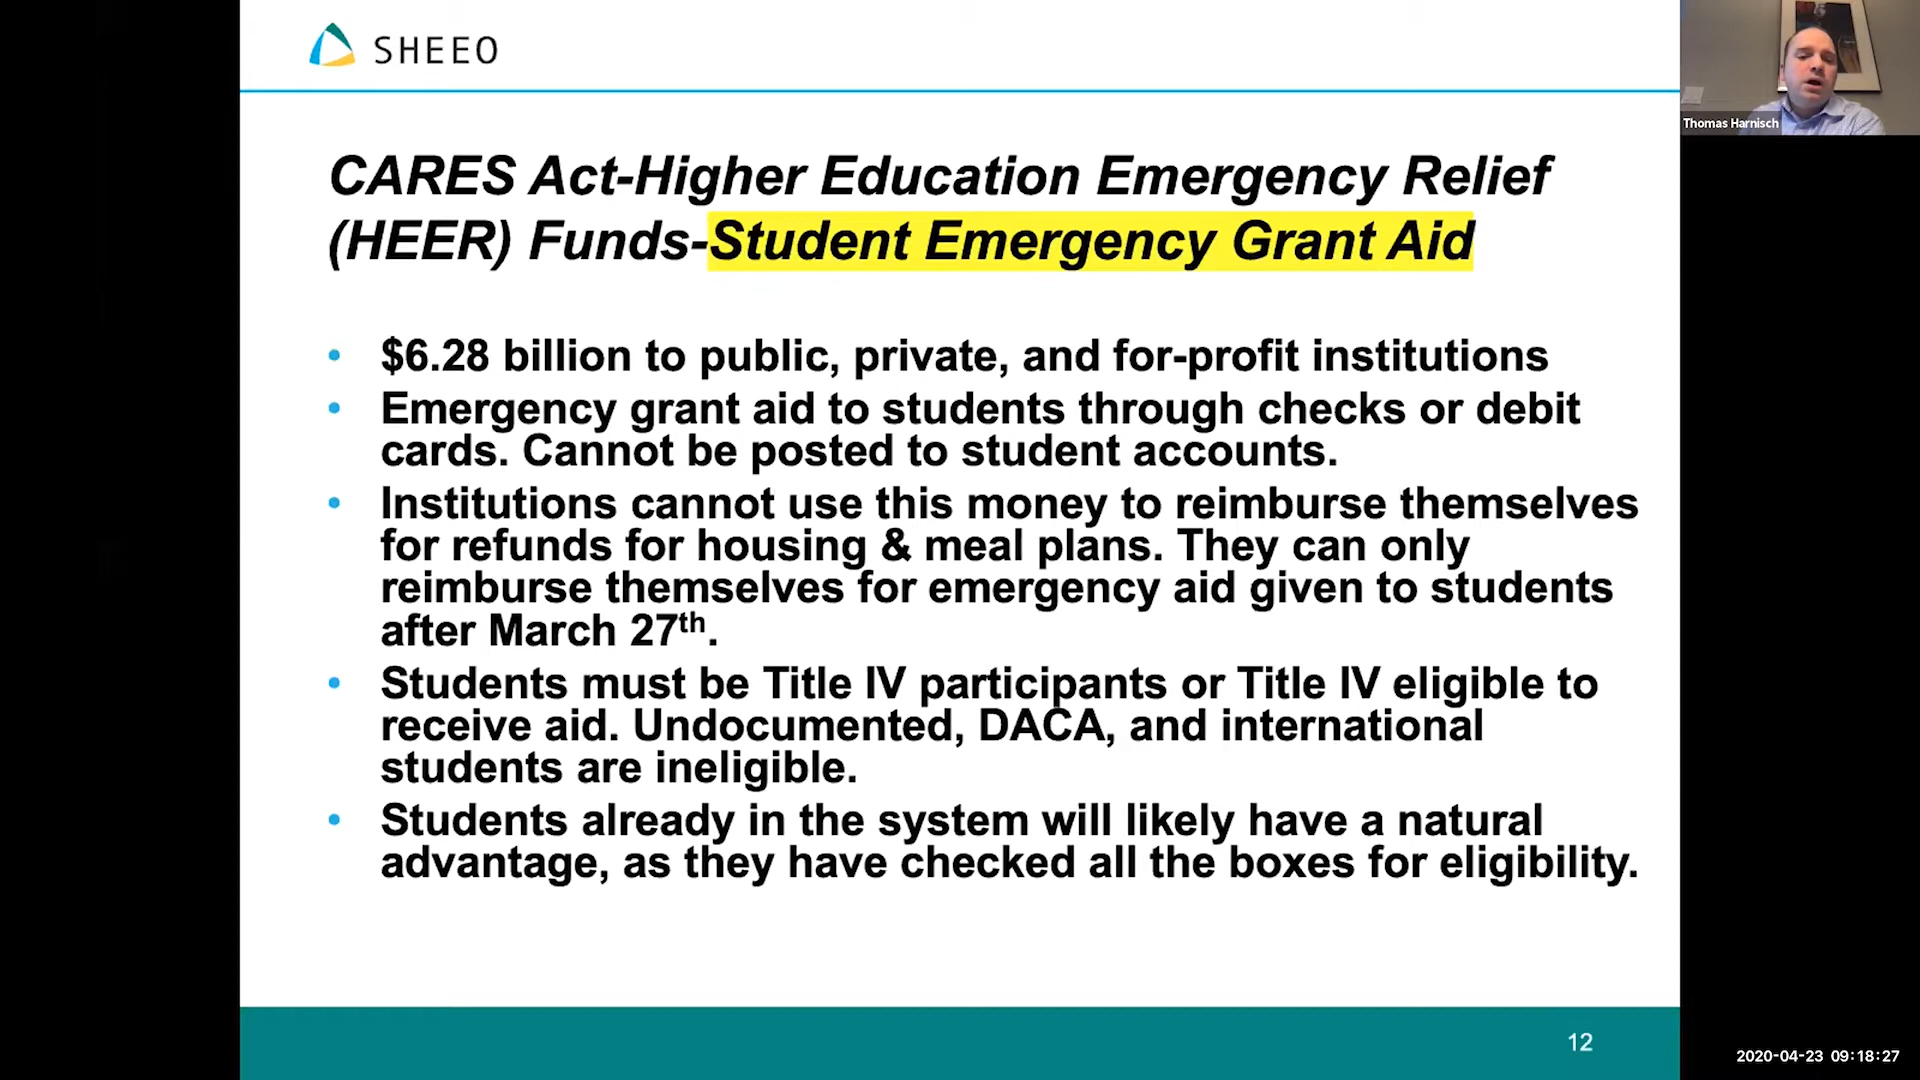 SHEEO
Thomas Harnisch
CARES Act-Higher Education Emergency Relief
(HEER) Funds-Student Emergency Grant Aid
• $6.28 billion to public, private, and for-profit institutions
• Emergency grant aid to students through checks or debit
cards. Cannot be posted to student accounts.
• Institutions cannot use this money to reimburse themselves
for refunds for housing & meal plans. They can only
reimburse themselves for emergency aid given to students
after March 27th.
• Students must be Title IV participants or Title IV eligible to
receive aid. Undocumented, DACA, and international
students are ineligible.
• Students already in the system will likely have a natural
advantage, as they have checked all the boxes for eligibility.
12
2020-04-23 09:18:27